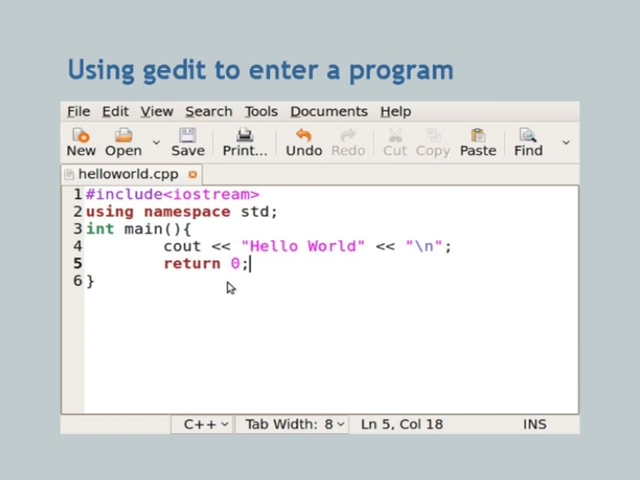 Using gedit to enter a program
File Edit View Search Tools Documents Help
New Open Save Print... Undo Redo Cut Copy Paste Find
helloworld.cpp
1 #include<iostream>
2 using namespace std;
3 int main(){
4 cout << "Hello World" << "\n";
5 return 0;
6 }
C++ Tab Width: 8 Ln 5, Col 18 INS